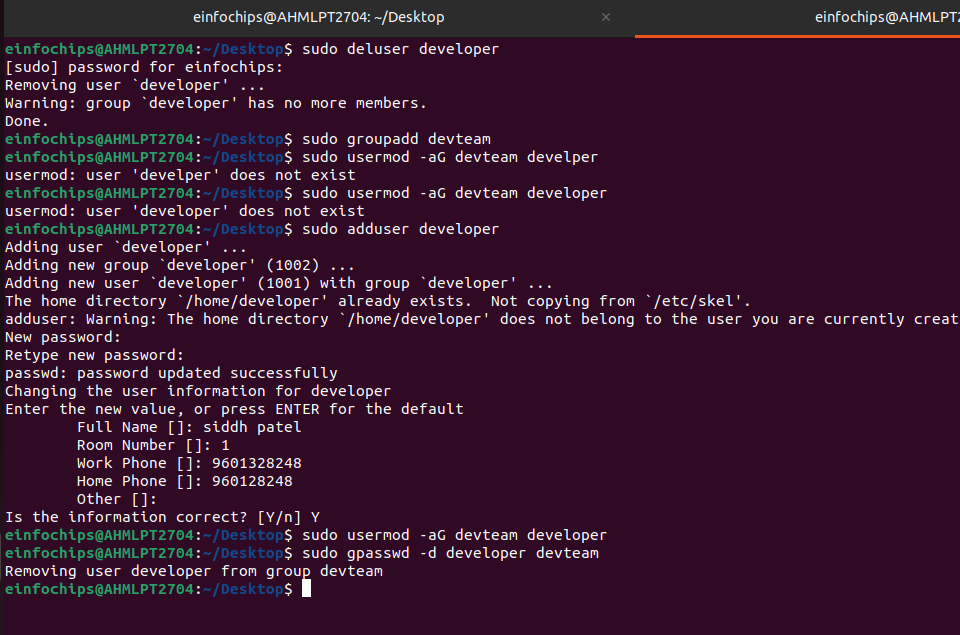 einfochips@AHMLPT2704: ~/Desktop × einfochips@AHMLPT2
einfochips@AHMLPT2704:~/Desktop$ sudo deluser developer
[sudo] password for einfochips:
Removing user `developer' ...
Warning: group `developer' has no more members.
Done.
einfochips@AHMLPT2704:~/Desktop$ sudo groupadd devteam
einfochips@AHMLPT2704:~/Desktop$ sudo usermod -aG devteam develper
usermod: user 'develper' does not exist
einfochips@AHMLPT2704:~/Desktop$ sudo usermod -aG devteam developer
usermod: user 'developer' does not exist
einfochips@AHMLPT2704:~/Desktop$ sudo adduser developer
Adding user `developer' ...
Adding new group `developer' (1002) ...
Adding new user `developer' (1001) with group `developer' ...
The home directory `/home/developer' already exists.  Not copying from `/etc/skel'.
adduser: Warning: The home directory `/home/developer' does not belong to the user you are currently creat
New password:
Retype new password:
passwd: password updated successfully
Changing the user information for developer
Enter the new value, or press ENTER for the default
        Full Name []: siddh patel
        Room Number []: 1
        Work Phone []: 9601328248
        Home Phone []: 960128248
        Other []:
Is the information correct? [Y/n] Y
einfochips@AHMLPT2704:~/Desktop$ sudo usermod -aG devteam developer
einfochips@AHMLPT2704:~/Desktop$ sudo gpasswd -d developer devteam
Removing user developer from group devteam
einfochips@AHMLPT2704:~/Desktop$